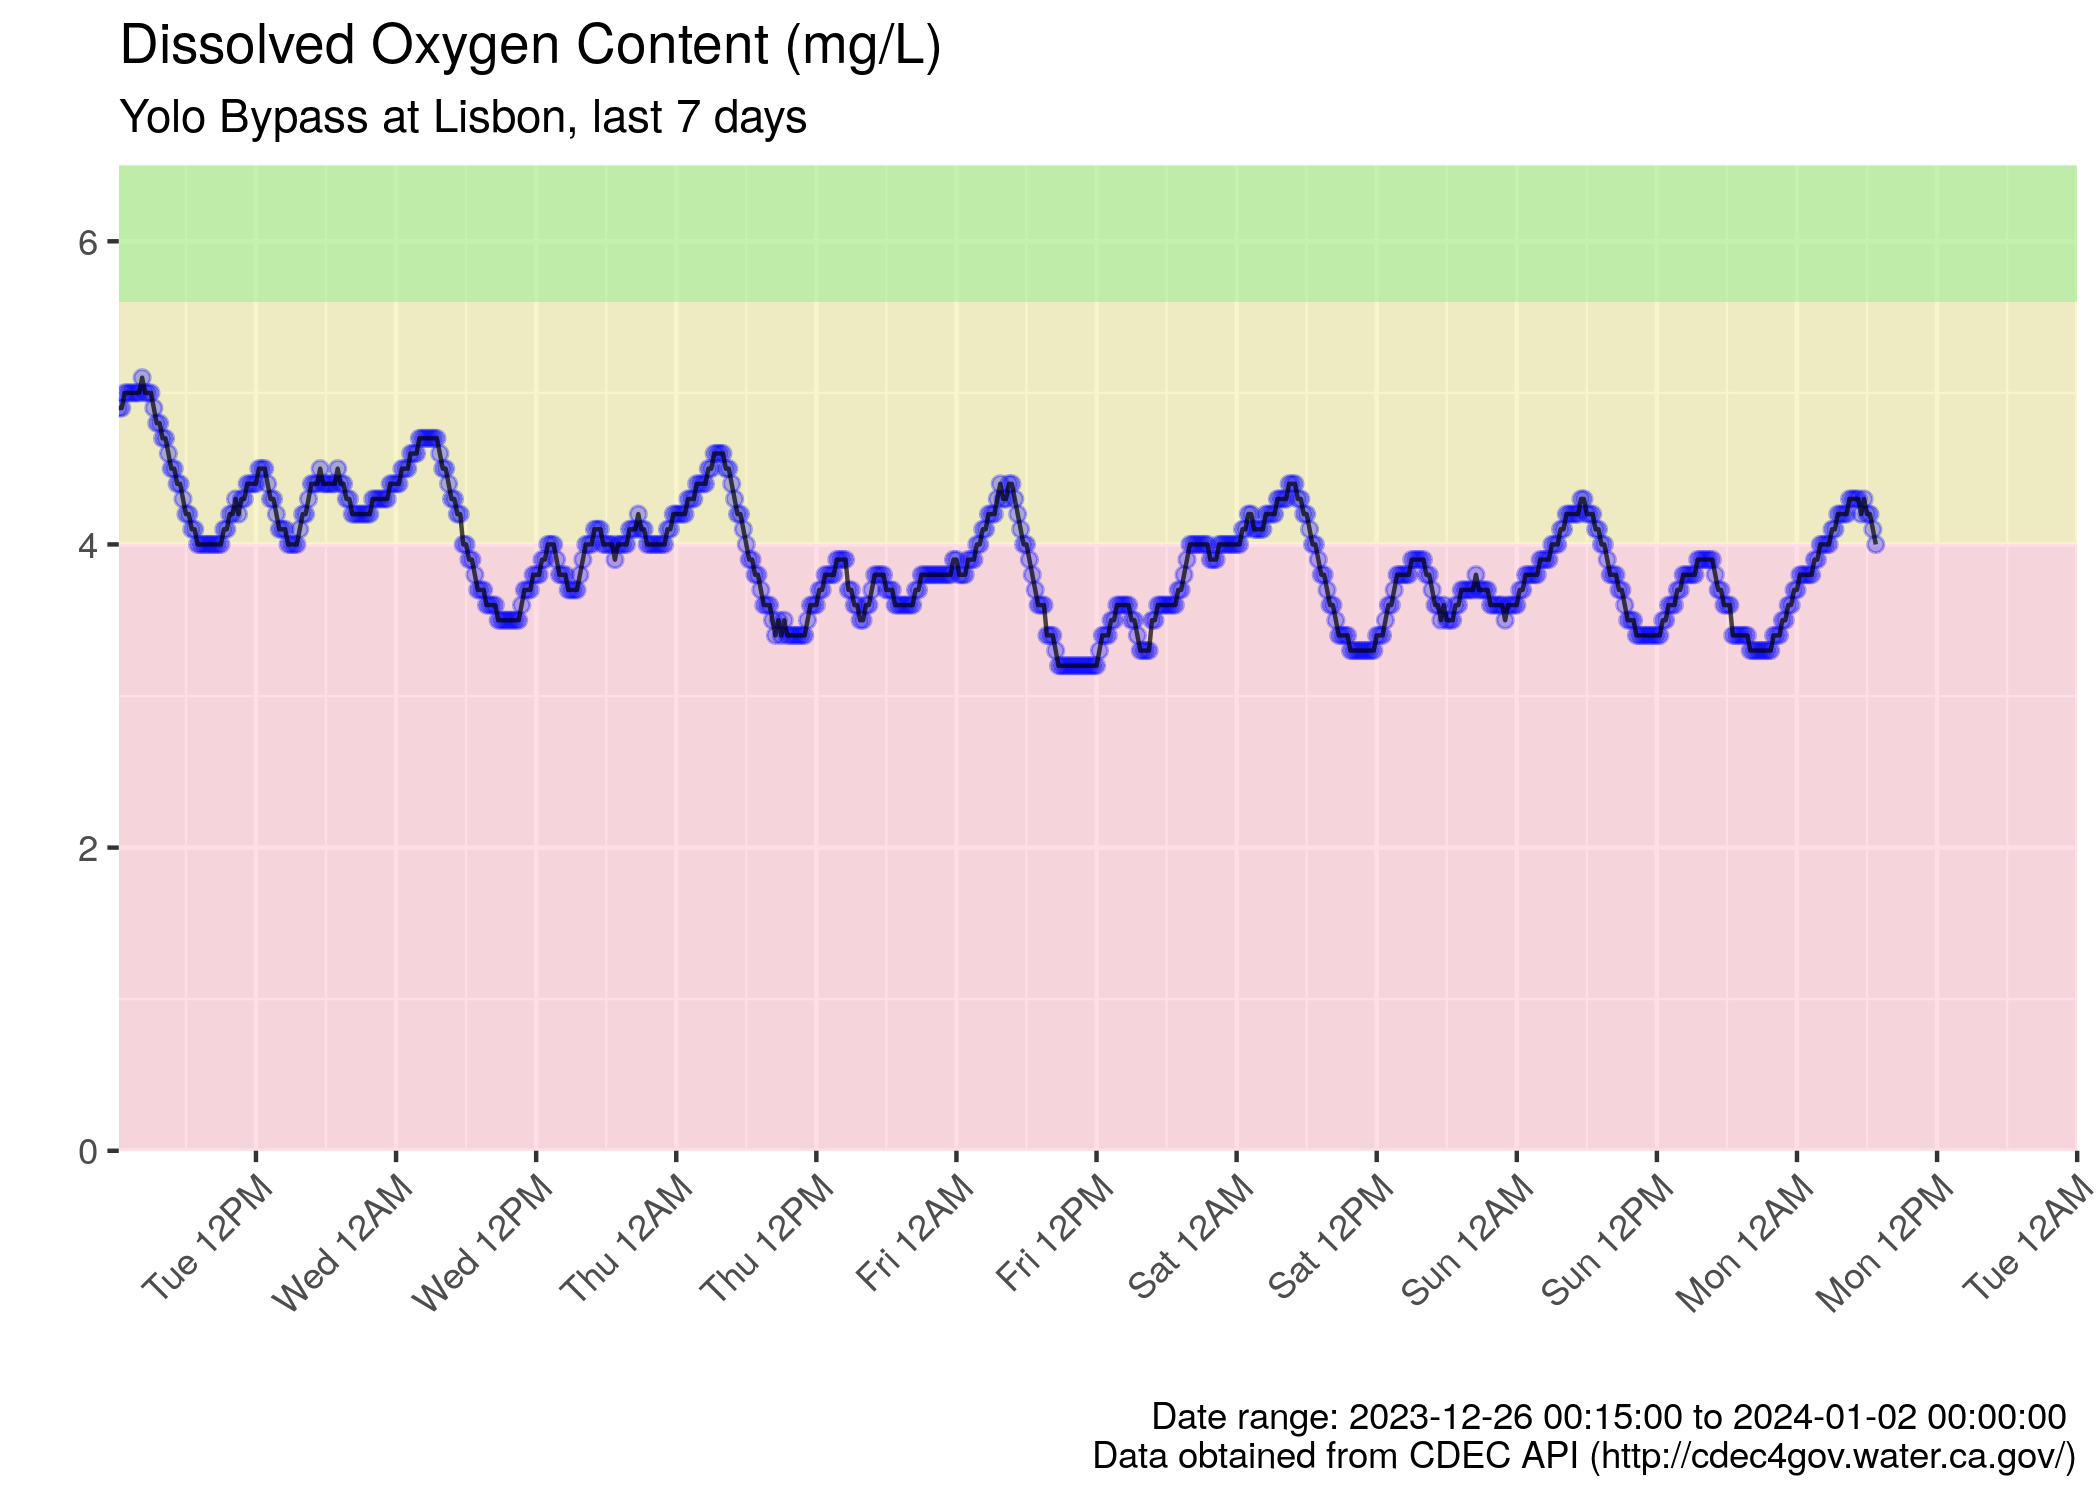 Dissolved Oxygen Content (mg/L)
Yolo Bypass at Lisbon, last 7 days
6
4
2
0
Tue 12PM
Wed 12AM
Wed 12PM
Thu 12AM
Thu 12PM
Fri 12AM
Fri 12PM
Sat 12AM
Sat 12PM
Sun 12AM
Sun 12PM
Mon 12AM
Mon 12PM
Tue 12AM
Date range: 2023-12-26 00:15:00 to 2024-01-02 00:00:00
Data obtained from CDEC API (http://cdec4gov.water.ca.gov/)